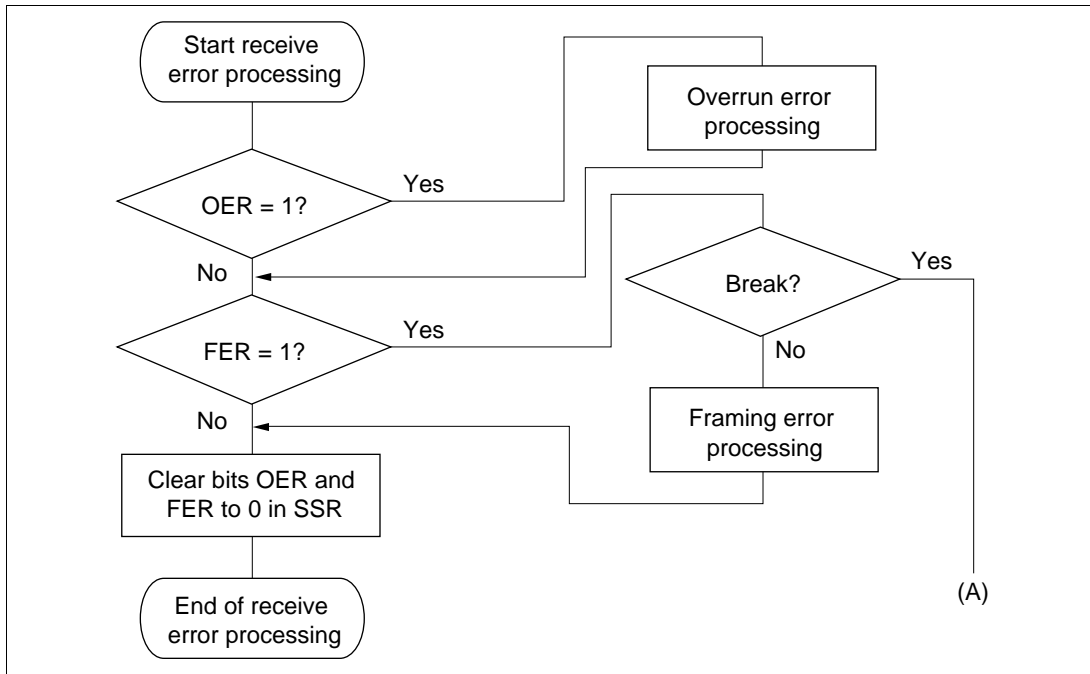 Start receive
error processing
Overrun error
processing
OER = 1?
Yes
No
Break?
Yes
FER = 1?
Yes
No
No
Framing error
processing
Clear bits OER and
FER to 0 in SSR
End of receive
error processing
(A)